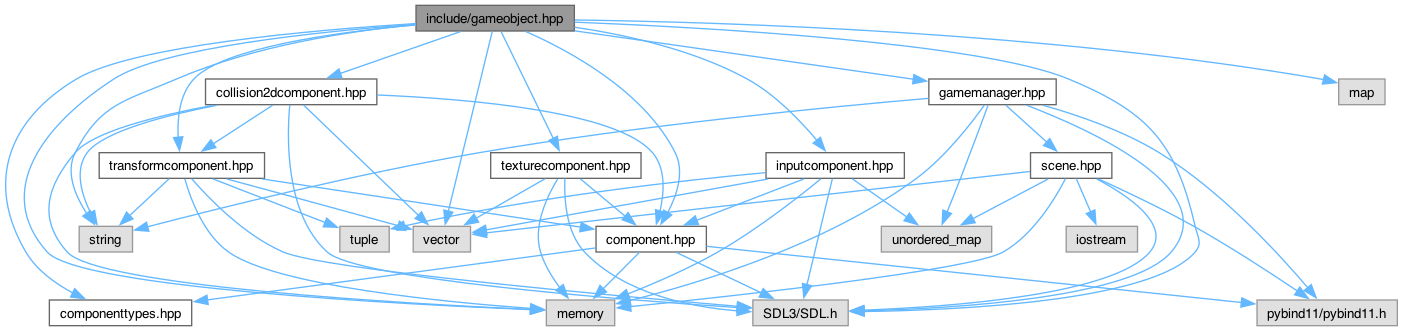 include/gameobject.hpp
collision2dcomponent.hpp
gamemanager.hpp
map
transformcomponent.hpp
texturecomponent.hpp
inputcomponent.hpp
scene.hpp
string
tuple
vector
component.hpp
unordered_map
iostream
componenttypes.hpp
memory
SDL3/SDL.h
pybind11/pybind11.h